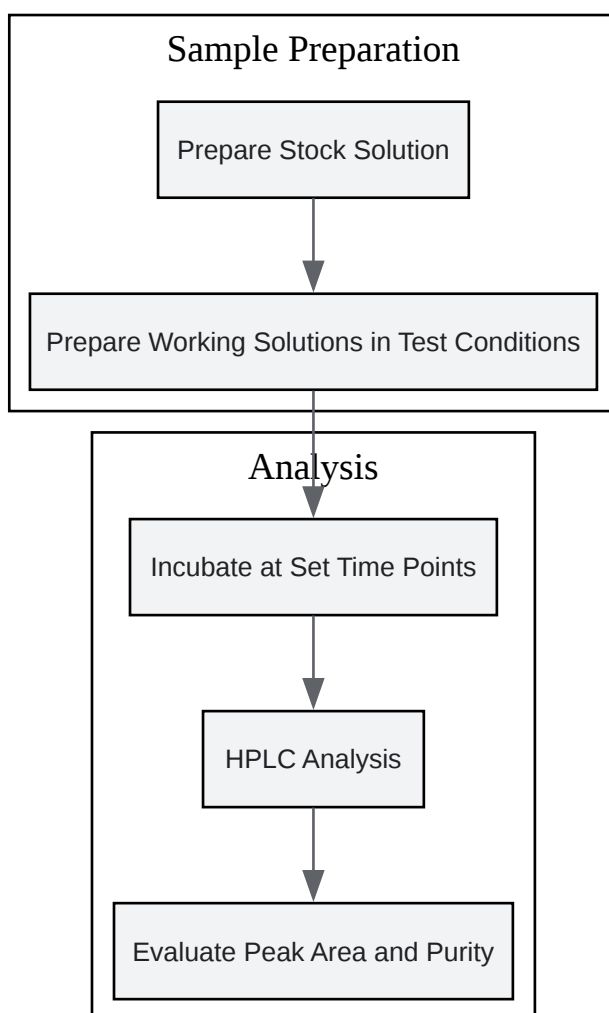 Sample Preparation
Prepare Stock Solution
Prepare Working Solutions in Test Conditions
Analysis
Incubate at Set Time Points
HPLC Analysis
Evaluate Peak Area and Purity